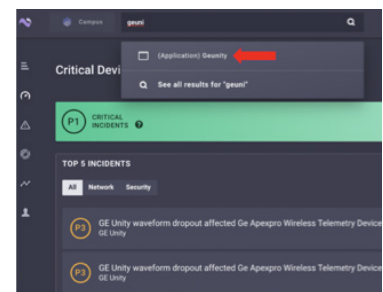 Campus
geuni
(Application) Geunity
See all results for "geuni"
Critical Devi
P1
CRITICAL
INCIDENTS
TOP 5 INCIDENTS
All Network Security
P3
GE Unity waveform dropout affected Ge Apexpro Wireless Telemetry Device
GE Unity
P3
GE Unity waveform dropout affected Ge Apexpro Wireless Telemetry Device
GE Unity